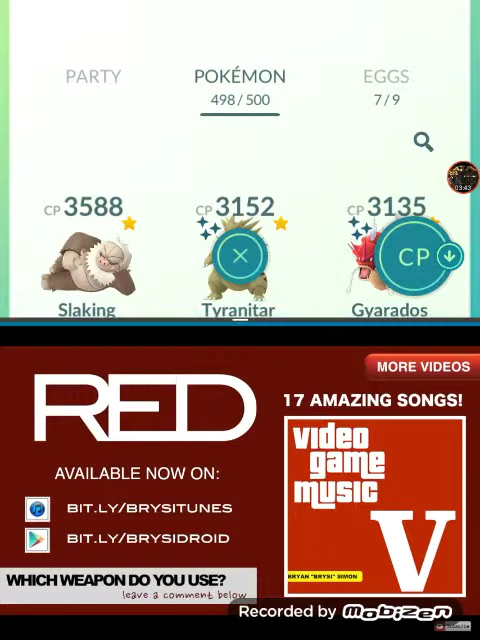 PARTY POKÉMON EGGS
498 / 500 7 / 9
03:43
CP 3588 CP 3152 CP 3135
CP
Slaking Tyranitar Gyarados
MORE VIDEOS
RED
17 AMAZING SONGS!
AVAILABLE NOW ON:
BIT.LY/BRYSITUNES
BIT.LY/BRYSIDROID
video
game
music
V
BRYAN "BRYSI" SIMON
WHICH WEAPON DO YOU USE?
leave a comment below
Recorded by MOBIZEN